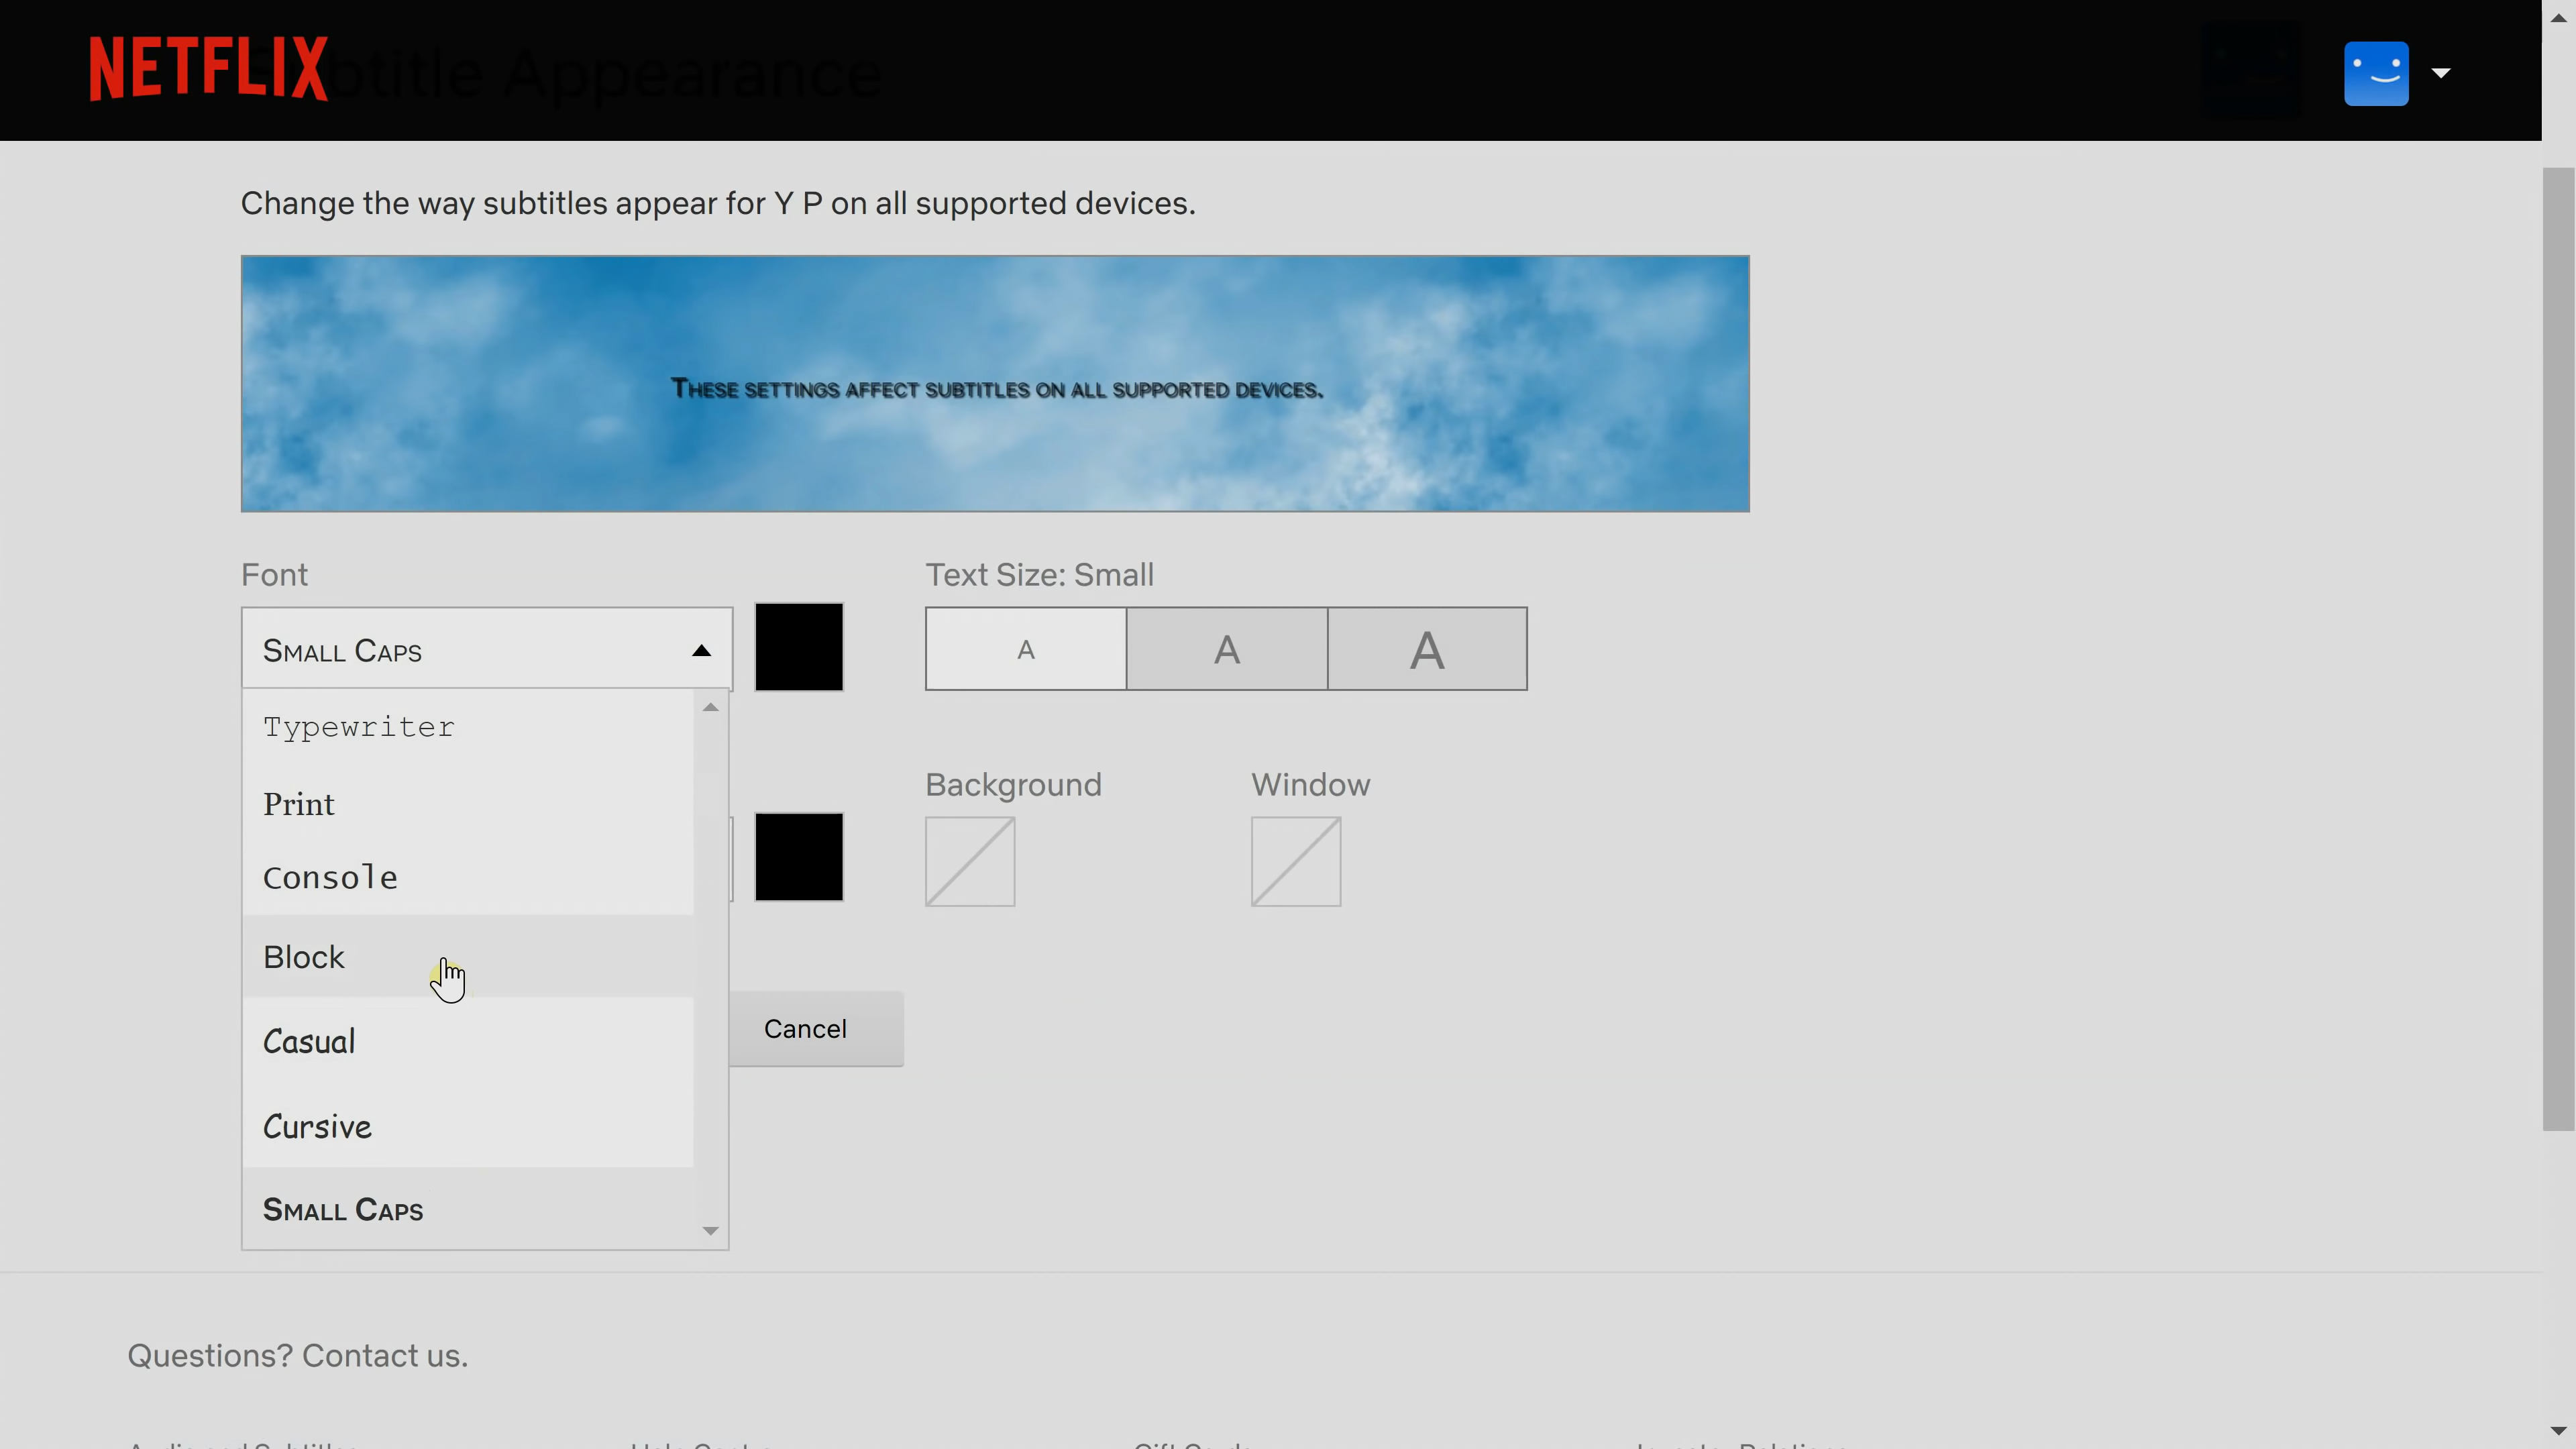 NETFLIX
Appearance
Change the way subtitles appear for Y P on all supported devices.
These settings affect subtitles on all supported devices.
Font
Text Size: Small
Small Caps
A
A
A
Typewriter
Print
Console
Background
Window
Block
Casual
Cancel
Cursive
Small Caps
Questions? Contact us.